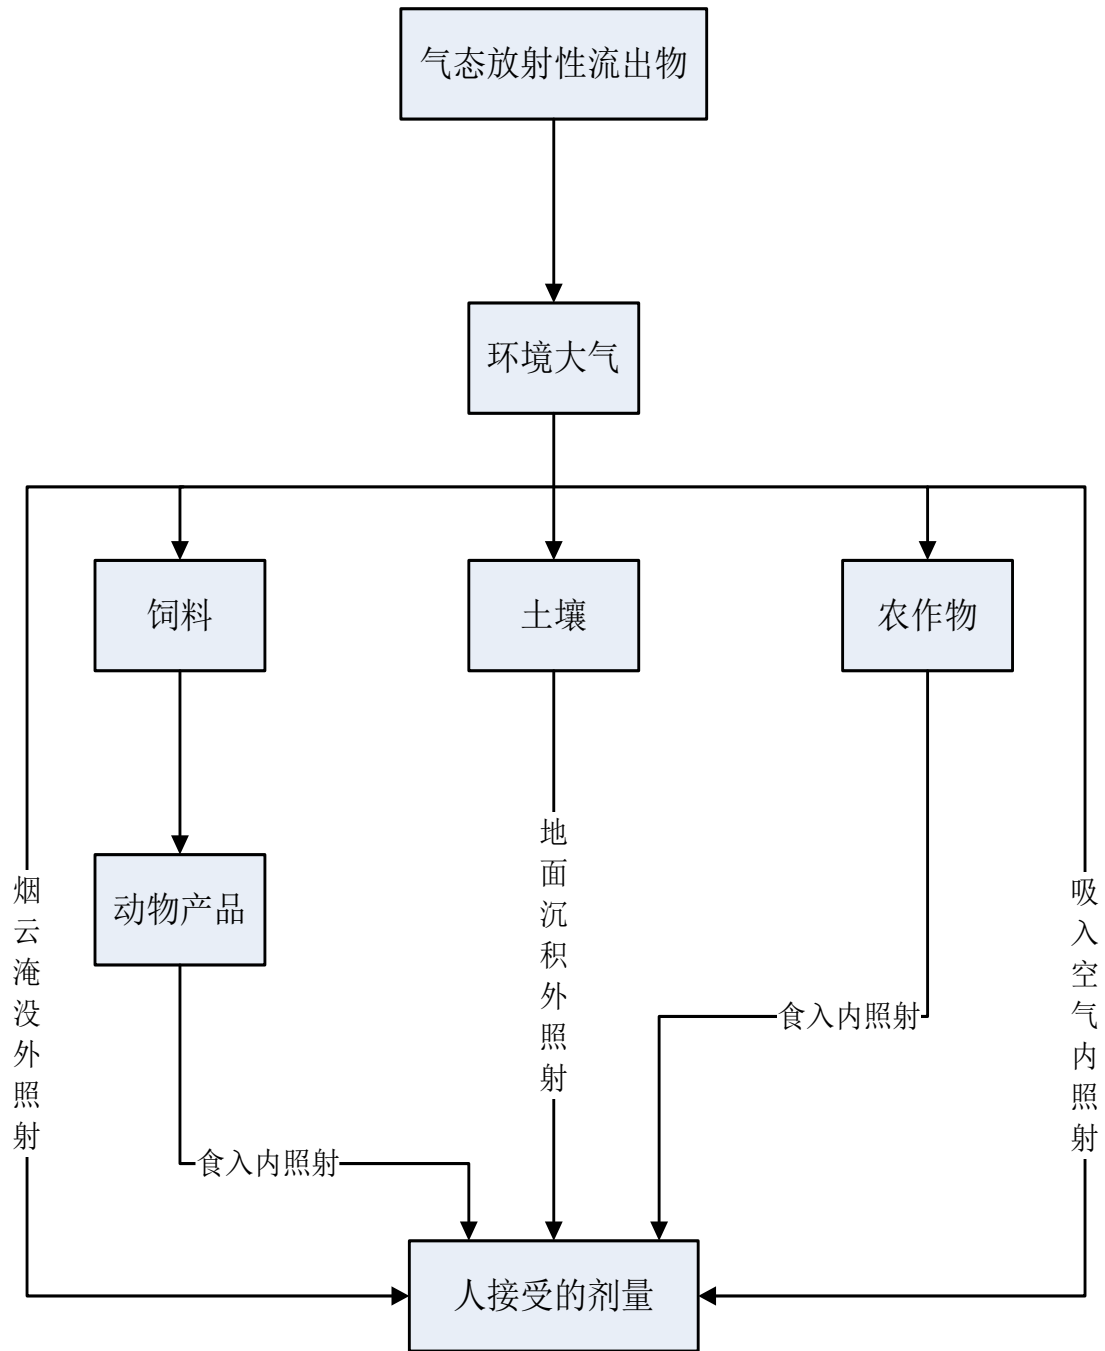 气态放射性流出物
环境大气
饲料
土壤
农作物
动物产品
烟云淹没外照射
地面沉积外照射
吸入空气内照射
食入内照射
食入内照射
人接受的剂量